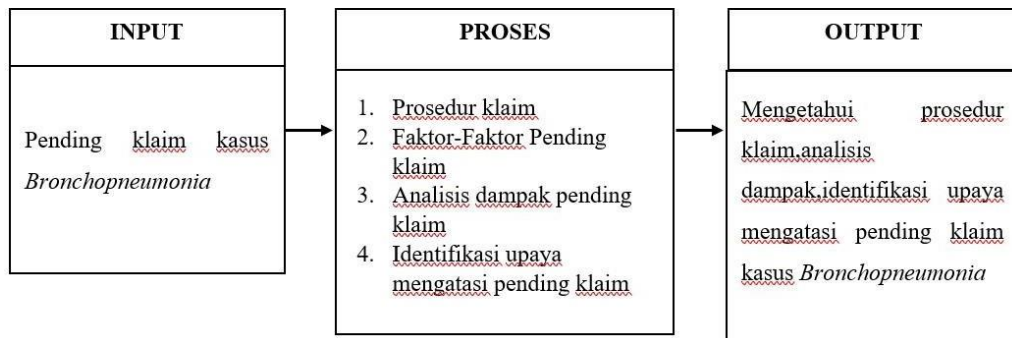 INPUT
Pending klaim kasus
Bronchopneumonia
PROSES
1. Prosedur klaim
2. Faktor-Faktor Pending
klaim
3. Analisis dampak pending
klaim
4. Identifikasi upaya
mengatasi pending klaim
OUTPUT
Mengetahui prosedur
klaim,analisis
dampak,identifikasi upaya
mengatasi pending klaim
kasus Bronchopneumonia